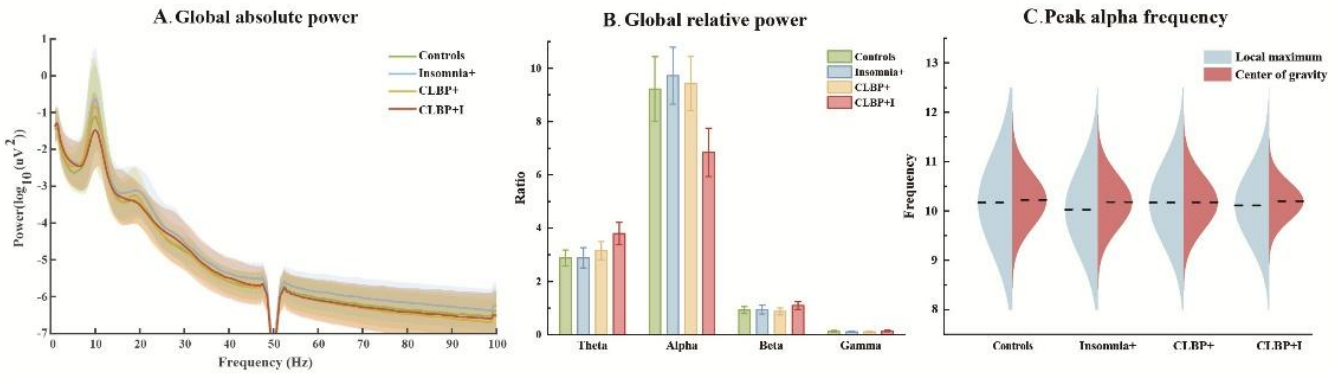 A. Global absolute power
Power(log10 (uV2))
1
0
-1
-2
-3
-4
-5
-6
-7
0 10 20 30 40 50 60 70 80 90 100
Frequency (Hz)
Controls
Insomnia+
CLBP+
CLBP+I
B. Global relative power
Ratio
10
8
6
4
2
0
Theta Alpha Beta Gamma
Controls
Insomnia+
CLBP+
CLBP+I
C. Peak alpha frequency
Frequency
13
12
11
10
9
8
Controls Insomnia+ CLBP+ CLBP+I
Local maximum
Center of gravity